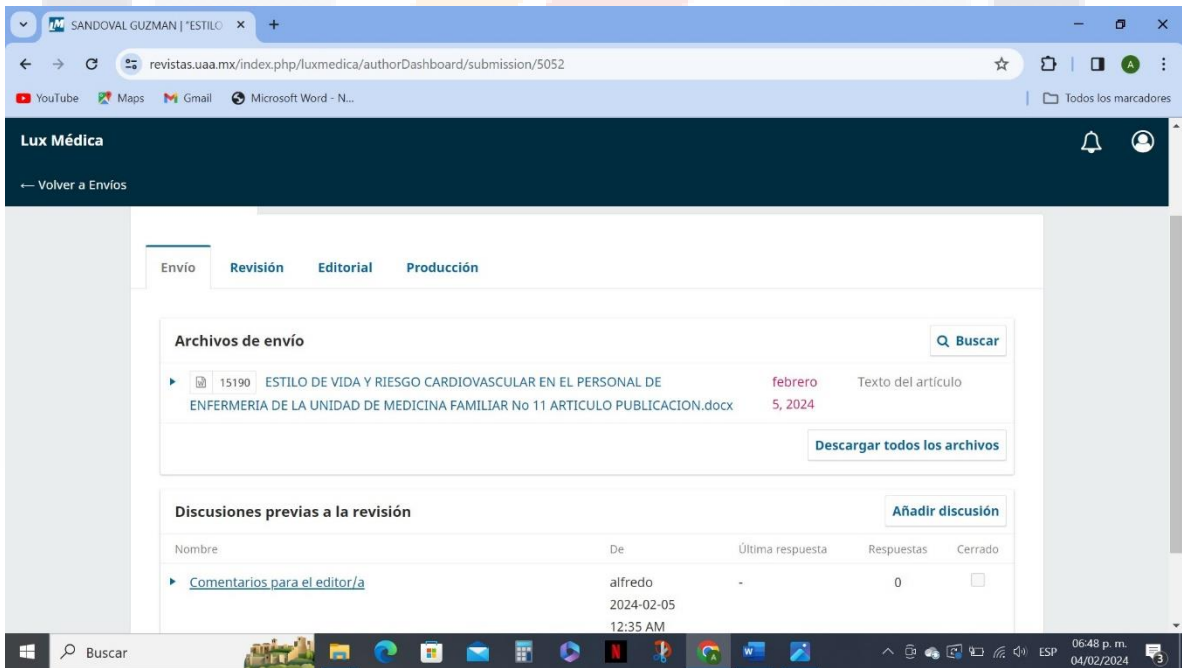 SANDOVAL GUZMAN | "ESTILO
revistas.uaa.mx/index.php/luxmedica/authorDashboard/submission/5052
A
YouTube Maps Gmail Microsoft Word - N... Todos los marcadores
Lux Médica
← Volver a Envíos
Envío Revisión Editorial Producción
Archivos de envío Buscar
15190 ESTILO DE VIDA Y RIESGO CARDIOVASCULAR EN EL PERSONAL DE febrero Texto del artículo
ENFERMERIA DE LA UNIDAD DE MEDICINA FAMILIAR No 11 ARTICULO PUBLICACION.docx 5, 2024
Descargar todos los archivos
Discusiones previas a la revisión Añadir discusión
Nombre De Última respuesta Respuestas Cerrado
Comentarios para el editor/a alfredo - 0
2024-02-05
12:35 AM
Buscar ESP 06:48 p. m.
04/02/2024 3